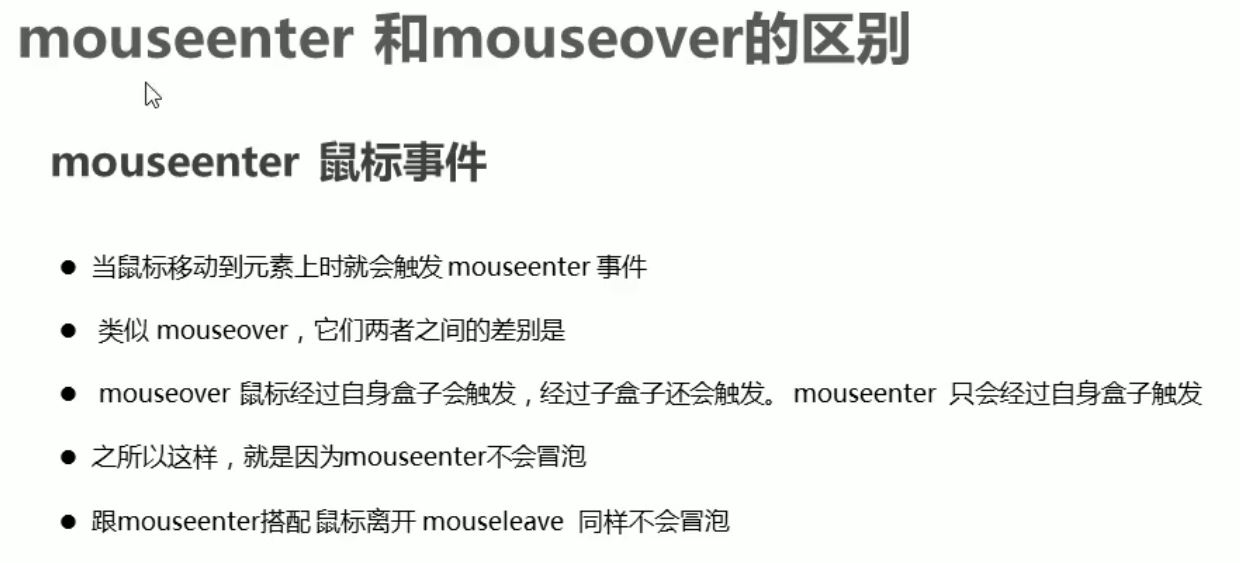 mouseenter 和mouseover的区别
mouseenter 鼠标事件
● 当鼠标移动到元素上时就会触发 mouseenter 事件
● 类似 mouseover，它们两者之间的差别是
● mouseover 鼠标经过自身盒子会触发，经过子盒子还会触发。 mouseenter 只会经过自身盒子触发
● 之所以这样，就是因为mouseenter不会冒泡
● 跟mouseenter搭配 鼠标离开 mouseleave 同样不会冒泡